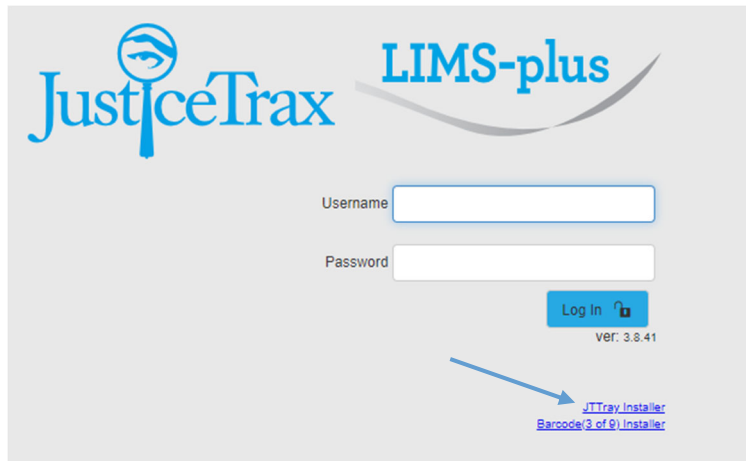 JusticeTrax
LIMS-plus
Username
Password
Log In
ver: 3.8.41
JTTray Installer
Barcode(3 of 9) Installer